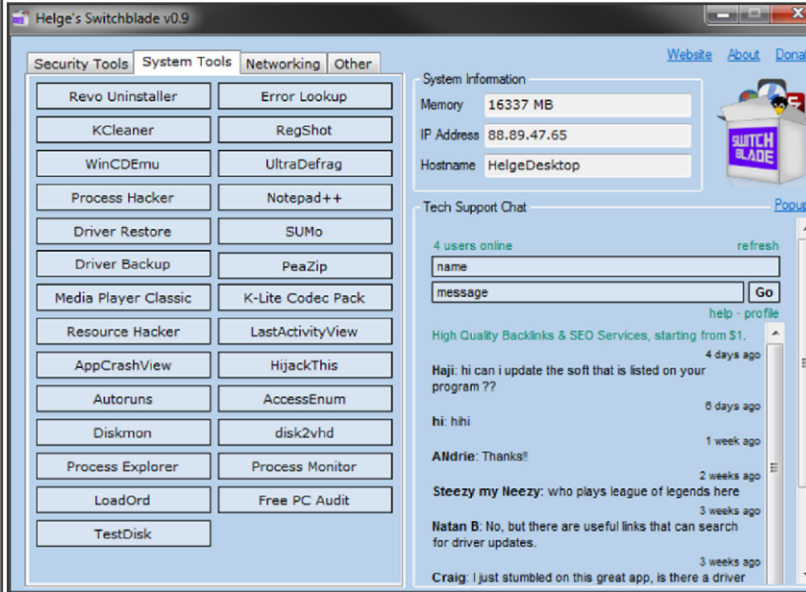 Helge's Switchblade v0.9
Website About Donat
Security Tools System Tools Networking Other
Revo Uninstaller Error Lookup
KCleaner RegShot
WinCDEmu UltraDefrag
Process Hacker Notepad++
Driver Restore SUMo
Driver Backup PeaZip
Media Player Classic K-Lite Codec Pack
Resource Hacker LastActivityView
AppCrashView HijackThis
Autoruns AccessEnum
Diskmon disk2vhd
Process Explorer Process Monitor
LoadOrd Free PC Audit
TestDisk
System Information
Memory 16337 MB
IP Address 88.89.47.65
Hostname HelgeDesktop
SWITCH
BLADE
Tech Support Chat Popup
4 users online refresh
name
message Go
help - profile
High Quality Backlinks & SEO Services, starting from $1.
4 days ago
Haji: hi can i update the soft that is listed on your
program ??
6 days ago
hi: hihi
1 week ago
ANdrie: Thanks!!
2 weeks ago
Steezy my Neezy: who plays league of legends here
3 weeks ago
Natan B: No, but there are useful links that can search
for driver updates.
3 weeks ago
Craig: I just stumbled on this great app, is there a driver